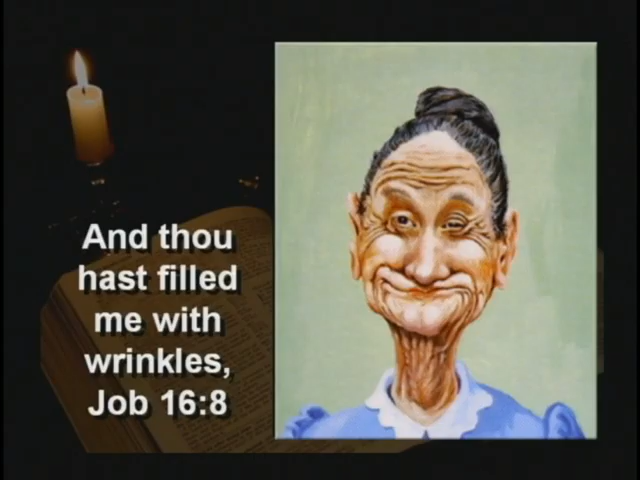 And thou
hast filled
me with
wrinkles,
Job 16:8